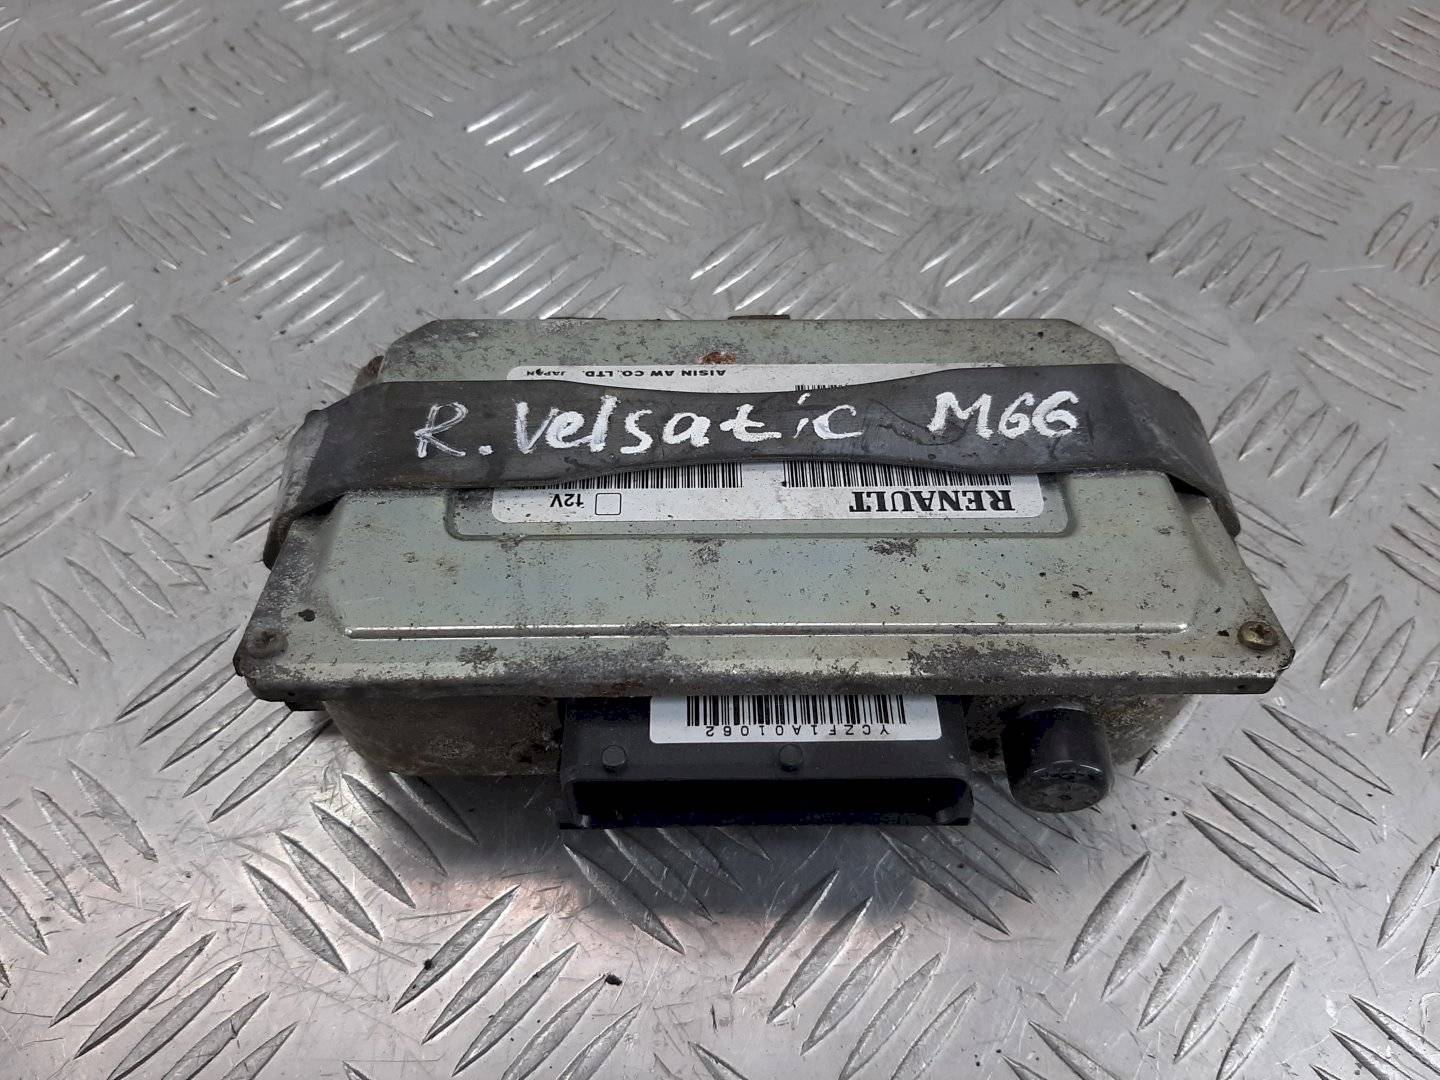 AISIN AW CO., LTD. JAPAN
R. Velsatic M66
RENAULT
12V
YCZF1A01062